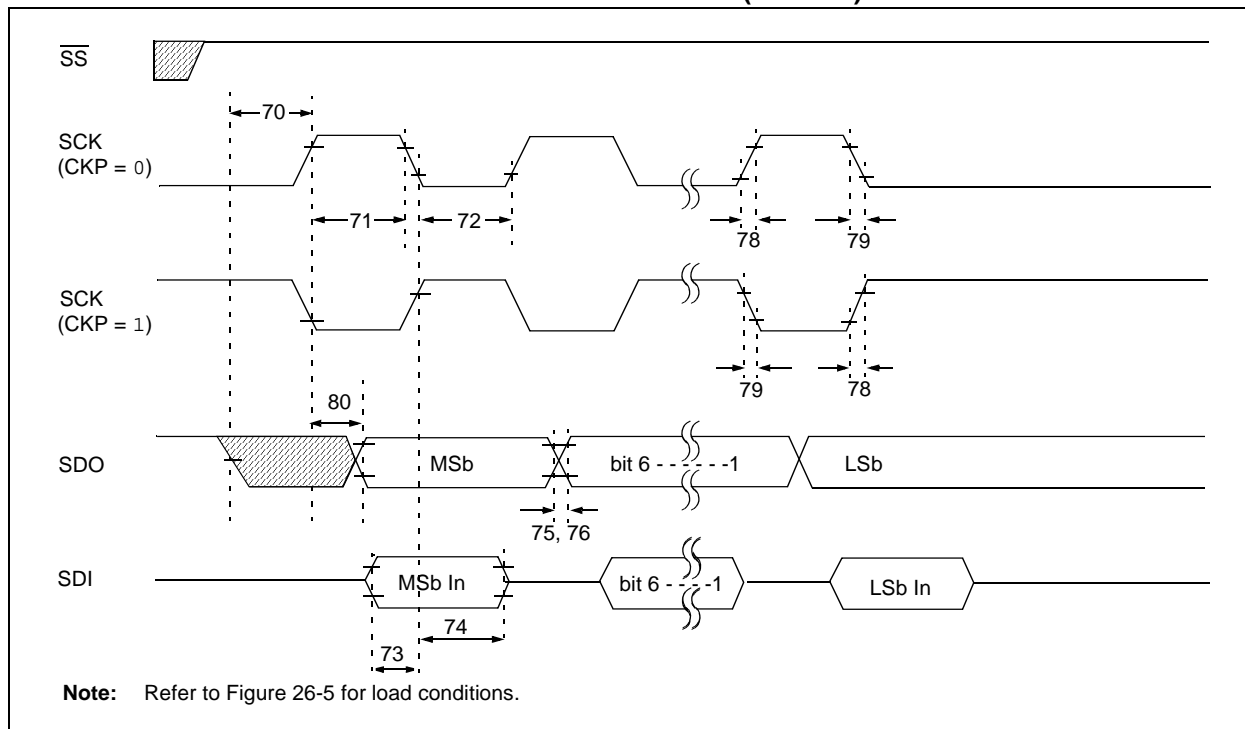 SS
70
SCK
(CKP = 0)
71
72
78
79
SCK
(CKP = 1)
79
78
80
SDO
MSb
bit 6 - - - - - -1
LSb
75, 76
SDI
MSb In
bit 6 - - - -1
LSb In
74
73
Note: Refer to Figure 26-5 for load conditions.